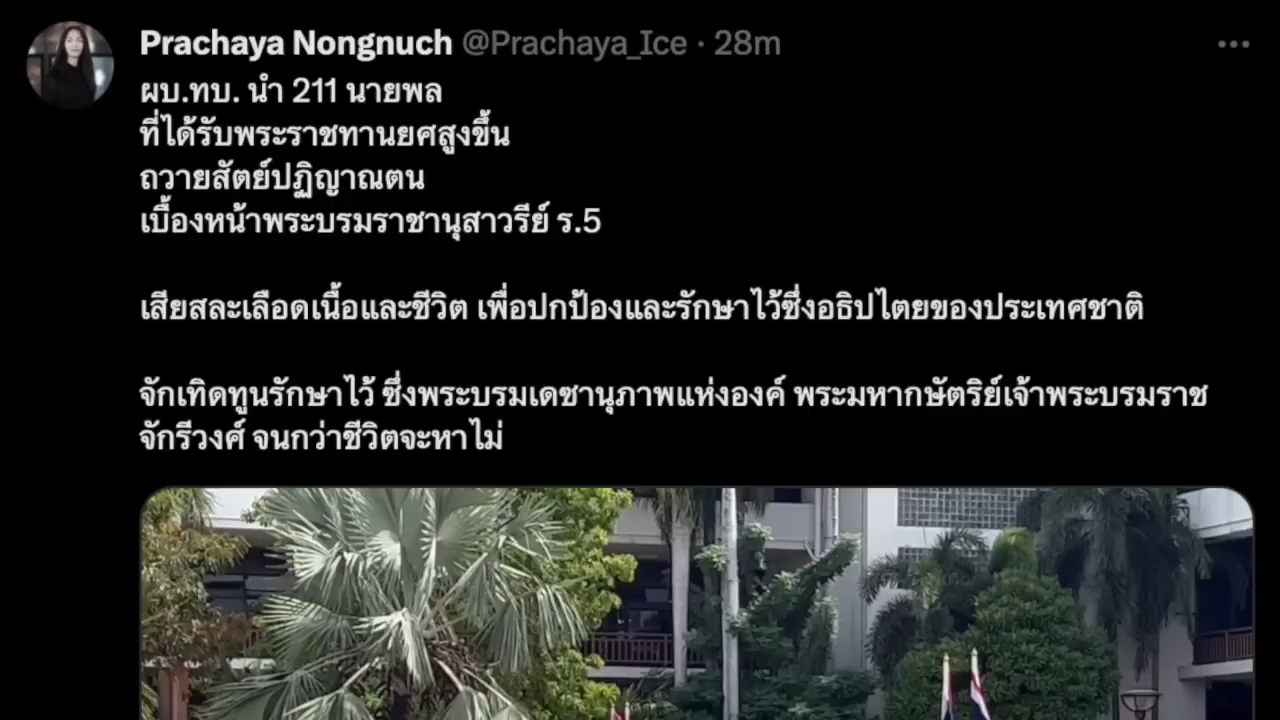 Prachaya Nongnuch @Prachaya_Ice · 28m
ผบ.ทบ. นำ 211 นายพล
ที่ได้รับพระราชทานยศสูงขึ้น
ถวายสัตย์ปฏิญาณตน
เบื้องหน้าพระบรมราชานุสาวรีย์ ร.5
เสียสละเลือดเนื้อและชีวิต เพื่อปกป้องและรักษาไว้ซึ่งอธิปไตยของประเทศชาติ
จักเทิดทูนรักษาไว้ ซึ่งพระบรมเดชานุภาพแห่งองค์ พระมหากษัตริย์เจ้าพระบรมราช
จักรีวงศ์ จนกว่าชีวิตจะหาไม่